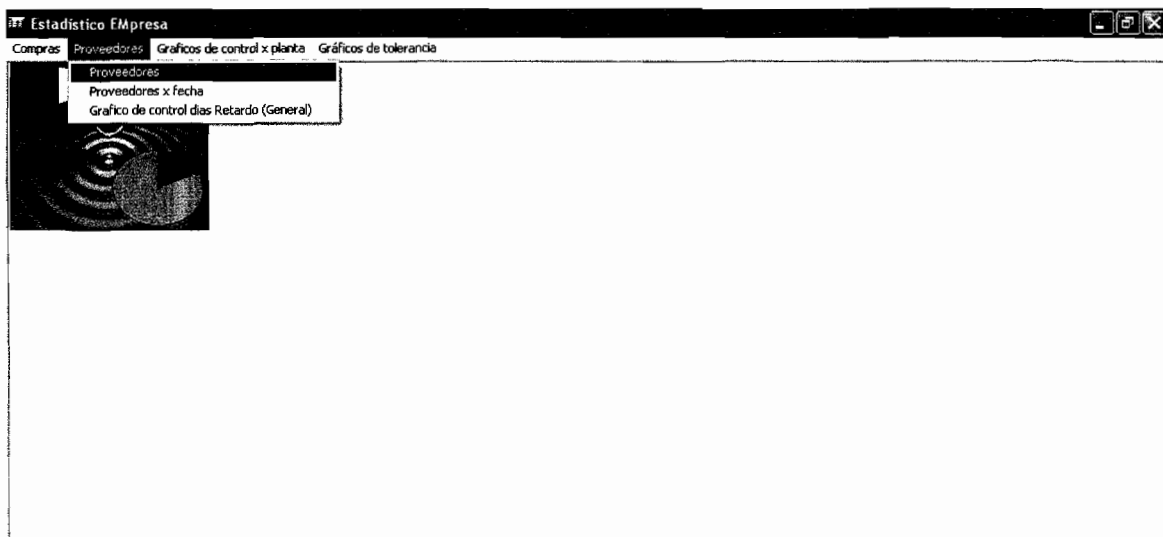 Estadístico EMpresa
Compras Proveedores Graficos de control x planta Gráficos de tolerancia
Proveedores
Proveedores x fecha
Grafico de control dias Retardo (General)